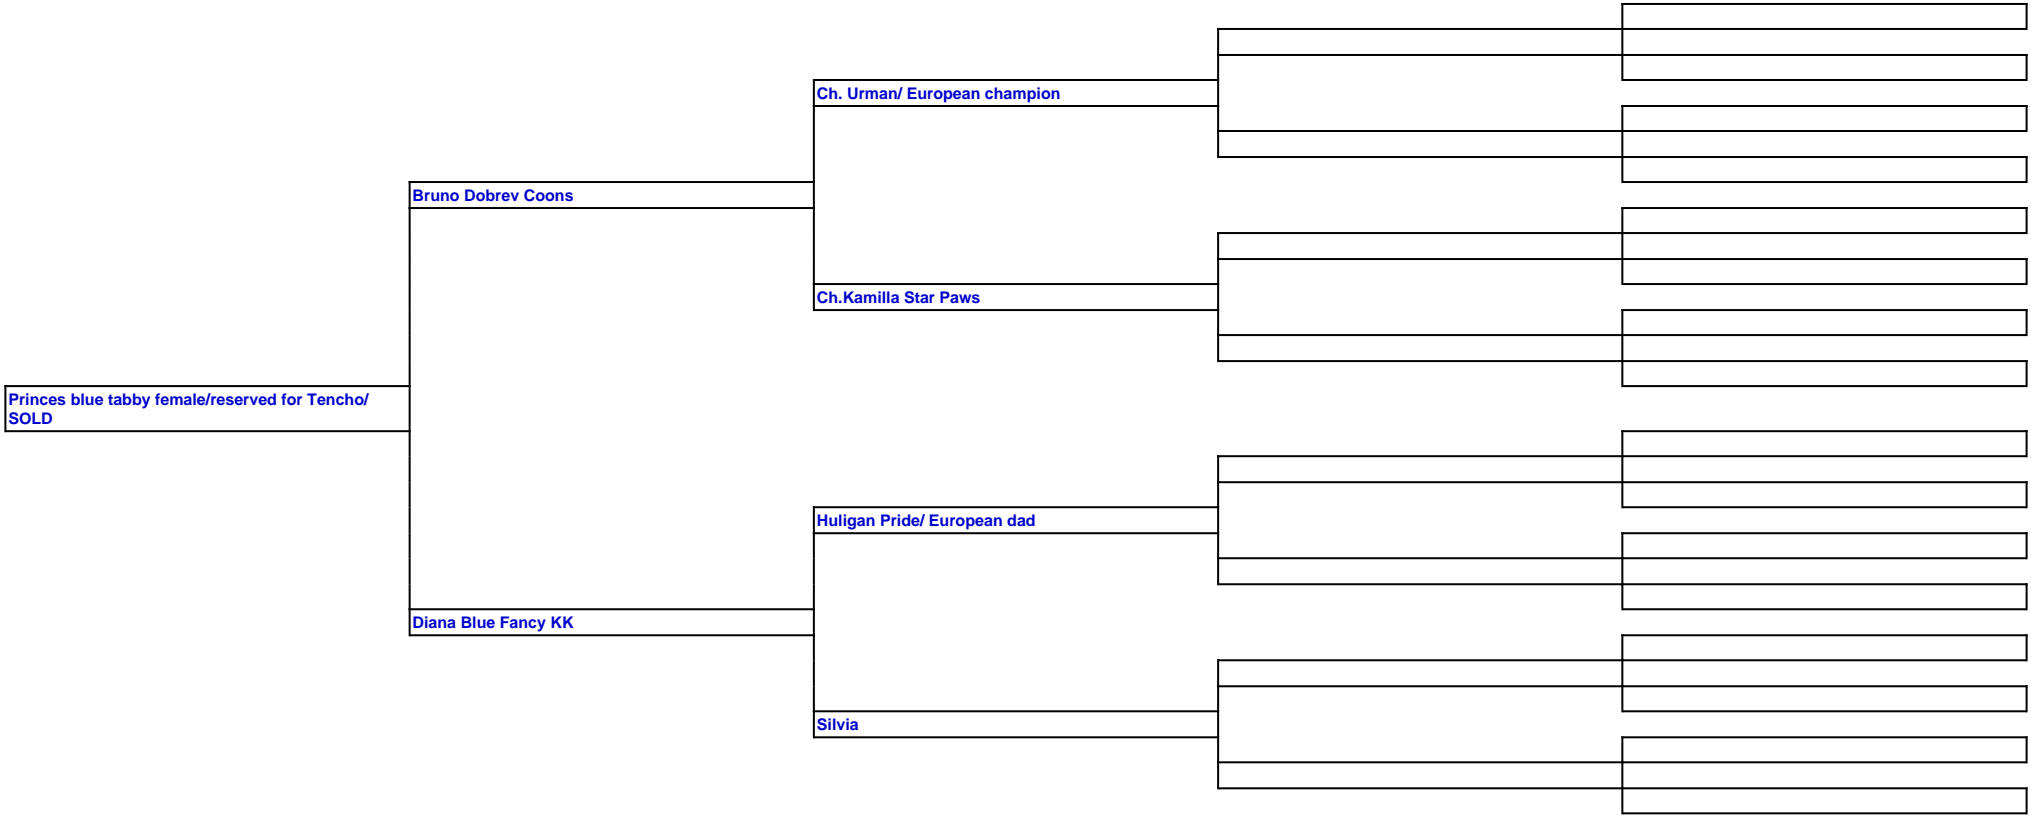 Ch. Urman/ European champion
Bruno Dobrev Coons
Ch.Kamilla Star Paws
Princes blue tabby female/reserved for Tencho/
SOLD
Huligan Pride/ European dad
Diana Blue Fancy KK
Silvia